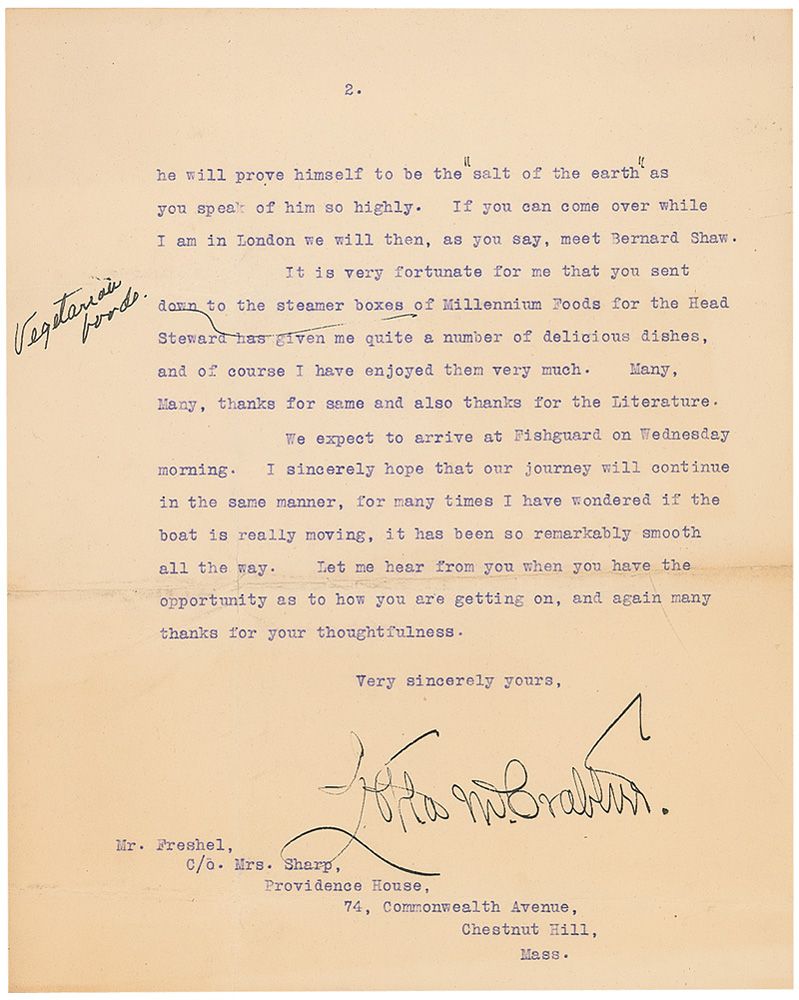 2.
he will prove himself to be the "salt of the earth" as
you speak of him so highly. If you can come over while
I am in London we will then, as you say, meet Bernard Shaw.
It is very fortunate for me that you sent
down to the steamer boxes of Millennium Foods for the Head
Steward has given me quite a number of delicious dishes,
and of course I have enjoyed them very much. Many,
Many, thanks for same and also thanks for the Literature.
Vegetarian
foods.
We expect to arrive at Fishguard on Wednesday
morning. I sincerely hope that our journey will continue
in the same manner, for many times I have wondered if the
boat is really moving, it has been so remarkably smooth
all the way. Let me hear from you when you have the
opportunity as to how you are getting on, and again many
thanks for your thoughtfulness.
Very sincerely yours,
Lotta M. Crabtree.
Mr. Freshel,
C/o. Mrs. Sharp,
Providence House,
74, Commonwealth Avenue,
Chestnut Hill,
Mass.